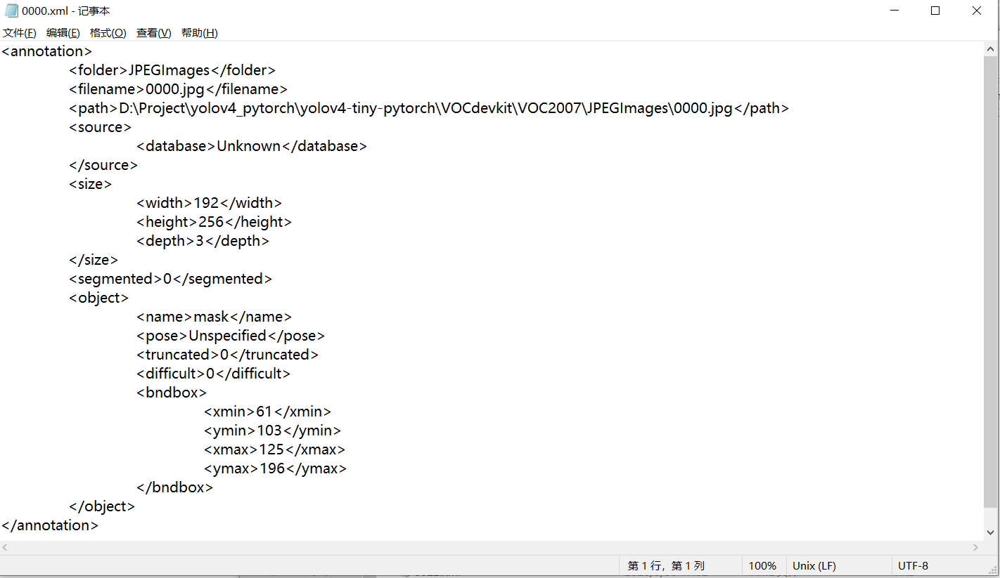 0000.xml - 记事本
文件(F) 编辑(E) 格式(O) 查看(V) 帮助(H)
<annotation>
<folder>JPEGImages</folder>
<filename>0000.jpg</filename>
<path>D:\Project\yolov4_pytorch\yolov4-tiny-pytorch\VOCdevkit\VOC2007\JPEGImages\0000.jpg</path>
<source>
<database>Unknown</database>
</source>
<size>
<width>192</width>
<height>256</height>
<depth>3</depth>
</size>
<segmented>0</segmented>
<object>
<name>mask</name>
<pose>Unspecified</pose>
<truncated>0</truncated>
<difficult>0</difficult>
<bndbox>
<xmin>61</xmin>
<ymin>103</ymin>
<xmax>125</xmax>
<ymax>196</ymax>
</bndbox>
</object>
</annotation>
第 1 行，第 1 列 100% Unix (LF) UTF-8